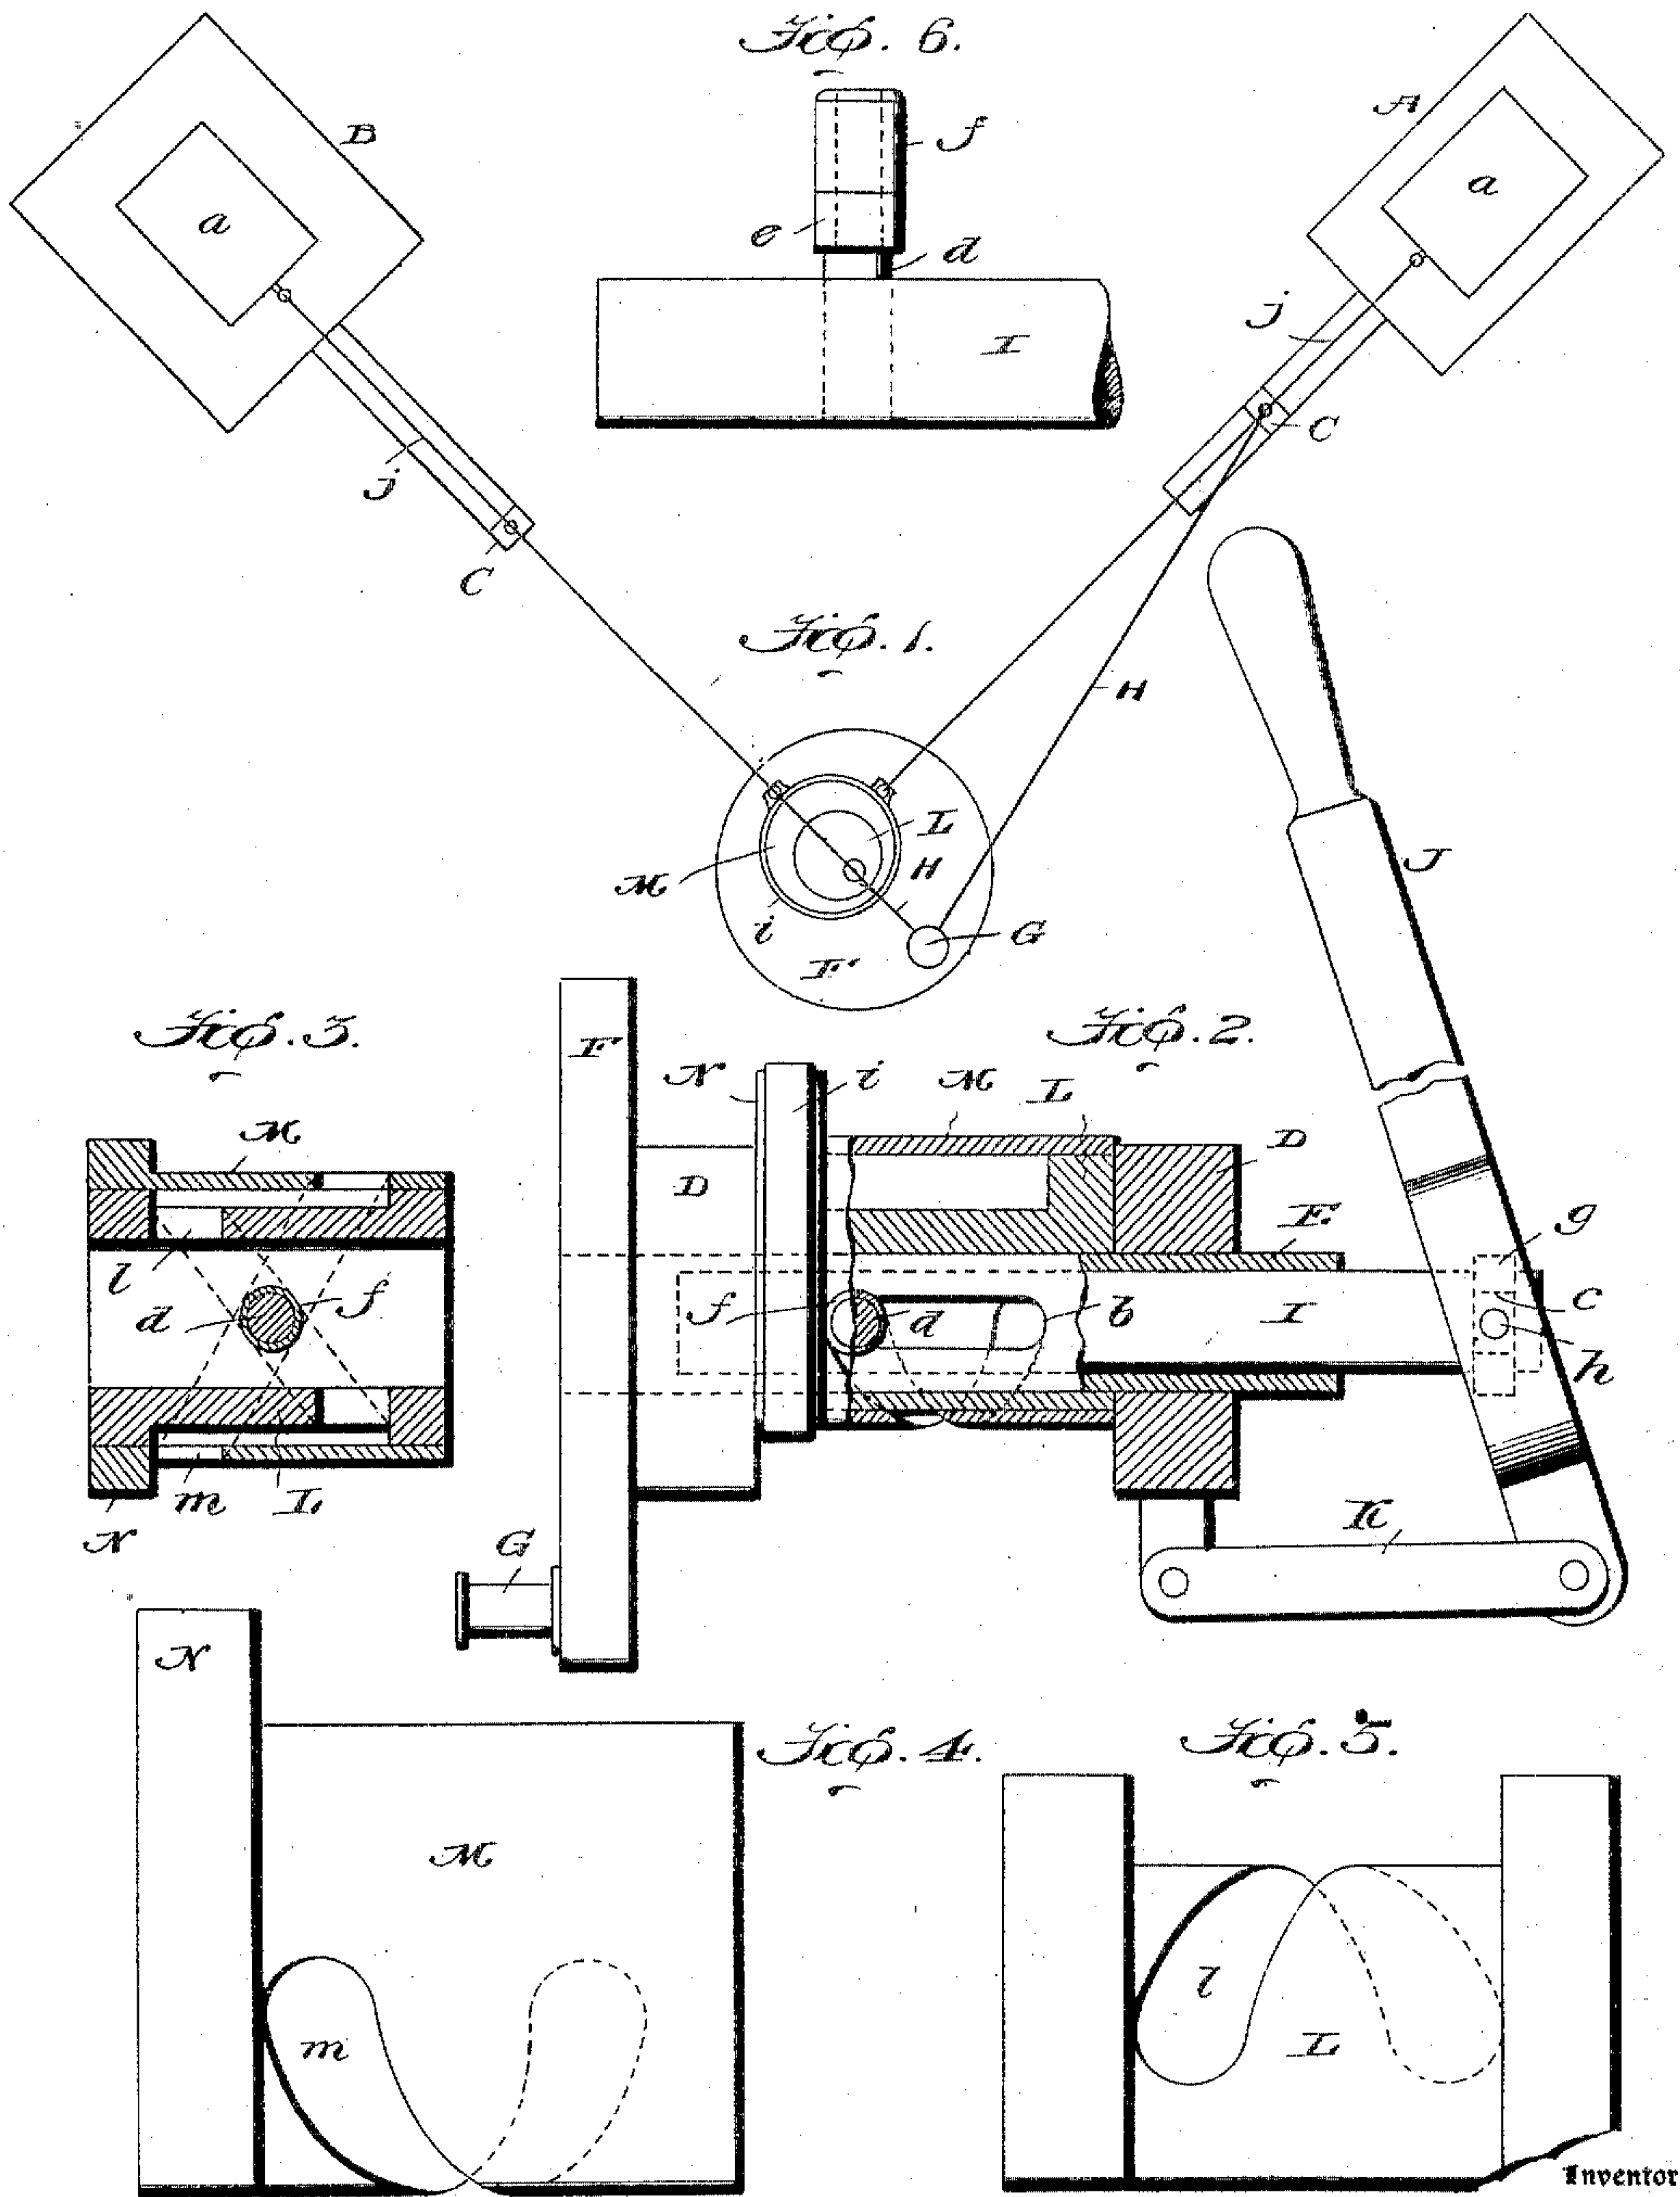 Fig. 6.
B
a
f
e
d
I
A
a
j
C
j
C
Fig. 1.
H
L
H
M
i
G
F
J
Fig. 3.
M
l
d
f
m
L
N
Fig. 2.
F
N
i
M
L
D
D
E
g
f
d
b
I
c
h
G
K
Fig. 4.
N
M
m
Fig. 5.
l
L
Inventor